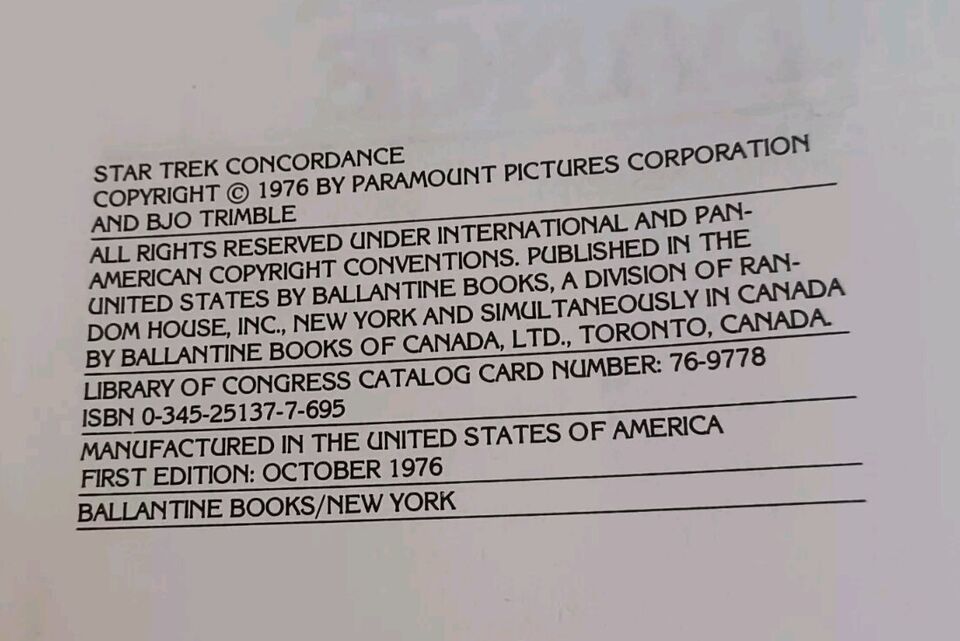 STAR TREK CONCORDANCE
COPYRIGHT © 1976 BY PARAMOUNT PICTURES CORPORATION
AND BJO TRIMBLE
ALL RIGHTS RESERVED UNDER INTERNATIONAL AND PAN-
AMERICAN COPYRIGHT CONVENTIONS. PUBLISHED IN THE
UNITED STATES BY BALLANTINE BOOKS, A DIVISION OF RAN-
DOM HOUSE, INC., NEW YORK AND SIMULTANEOUSLY IN CANADA
BY BALLANTINE BOOKS OF CANADA, LTD., TORONTO, CANADA.
LIBRARY OF CONGRESS CATALOG CARD NUMBER: 76-9778
ISBN 0-345-25137-7-695
MANUFACTURED IN THE UNITED STATES OF AMERICA
FIRST EDITION: OCTOBER 1976
BALLANTINE BOOKS/NEW YORK